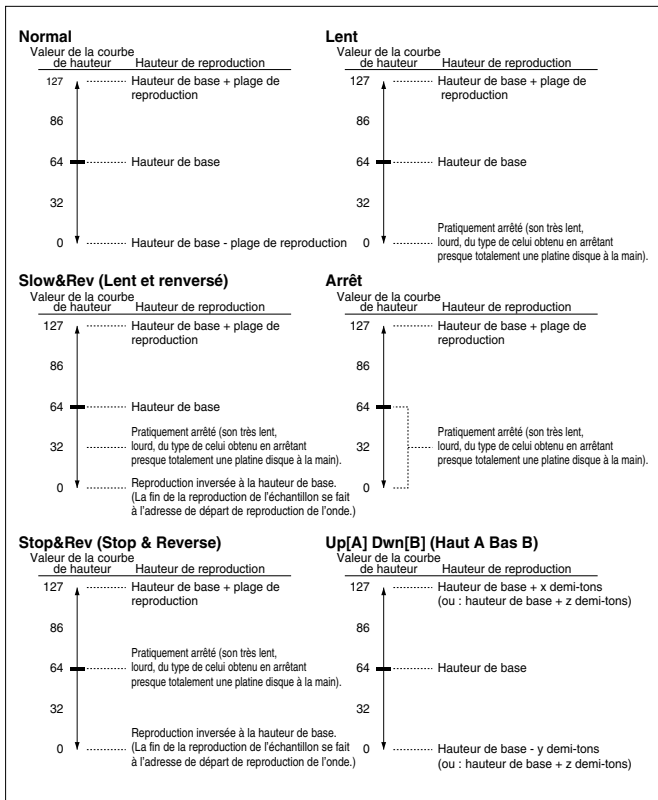 Normal
Valeur de la courbe
de hauteur Hauteur de reproduction
127 Hauteur de base + plage de
reproduction
86
64 Hauteur de base
32
0 Hauteur de base - plage de reproduction
Lent
Valeur de la courbe
de hauteur Hauteur de reproduction
127 Hauteur de base + plage de
reproduction
86
64 Hauteur de base
32
Pratiquement arrêté (son très lent,
0 lourd, du type de celui obtenu en arrêtant
presque totalement une platine disque à la main).
Slow&Rev (Lent et renversé)
Valeur de la courbe
de hauteur Hauteur de reproduction
127 Hauteur de base + plage de
reproduction
86
64 Hauteur de base
Pratiquement arrêté (son très lent,
32 lourd, du type de celui obtenu en arrêtant
presque totalement une platine disque à la main).
0 Reproduction inversée à la hauteur de base.
(La fin de la reproduction de l'échantillon se fait
à l'adresse de départ de reproduction de l'onde.)
Arrêt
Valeur de la courbe
de hauteur Hauteur de reproduction
127 Hauteur de base + plage de
reproduction
86
64
Pratiquement arrêté (son très lent,
32 lourd, du type de celui obtenu en arrêtant
presque totalement une platine disque à la main).
0
Stop&Rev (Stop & Reverse)
Valeur de la courbe
de hauteur Hauteur de reproduction
127 Hauteur de base + plage de
reproduction
86
Pratiquement arrêté (son très lent,
64 lourd, du type de celui obtenu en arrêtant
presque totalement une platine disque à la main).
32
Reproduction inversée à la hauteur de base.
0 (La fin de la reproduction de l'échantillon se fait
à l'adresse de départ de reproduction de l'onde.)
Up[A] Dwn[B] (Haut A Bas B)
Valeur de la courbe
de hauteur Hauteur de reproduction
127 Hauteur de base + x demi-tons
(ou : hauteur de base + z demi-tons)
86
64 Hauteur de base
32
0 Hauteur de base - y demi-tons
(ou : hauteur de base + z demi-tons)